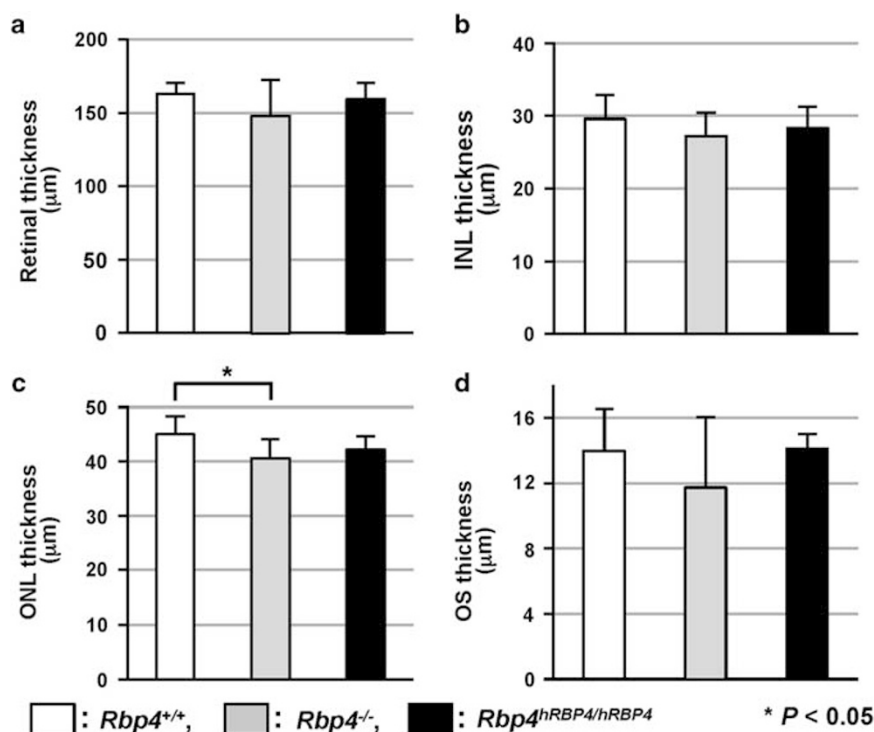 a
200
150
100
50
0
Retinal thickness
(μm)
b
40
30
20
10
0
INL thickness
(μm)
c
*
50
40
30
20
10
0
ONL thickness
(μm)
d
16
12
8
4
0
OS thickness
(μm)
: Rbp4+/+, : Rbp4-/-, : Rbp4hRBP4/hRBP4 * P < 0.05